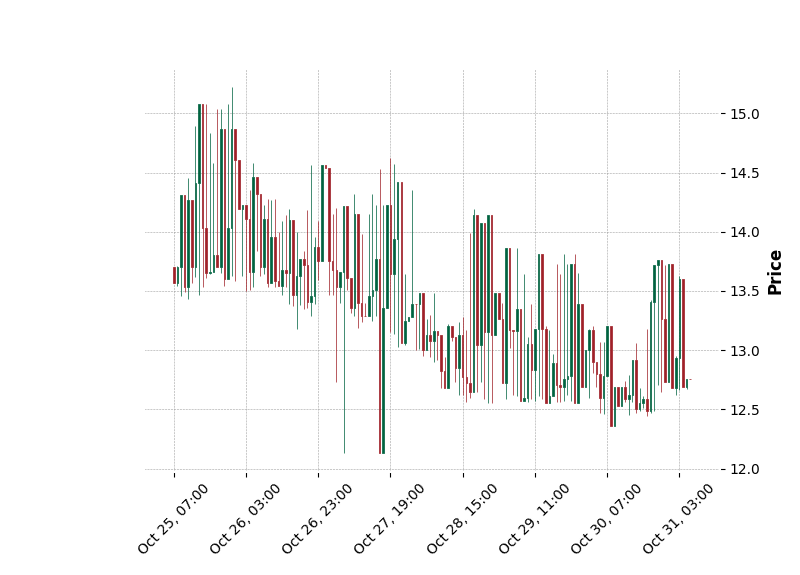 15.0
14.5
14.0
13.5
13.0
12.5
12.0
Price
Oct 25, 07:00
Oct 26, 03:00
Oct 26, 23:00
Oct 27, 19:00
Oct 28, 15:00
Oct 29, 11:00
Oct 30, 07:00
Oct 31, 03:00